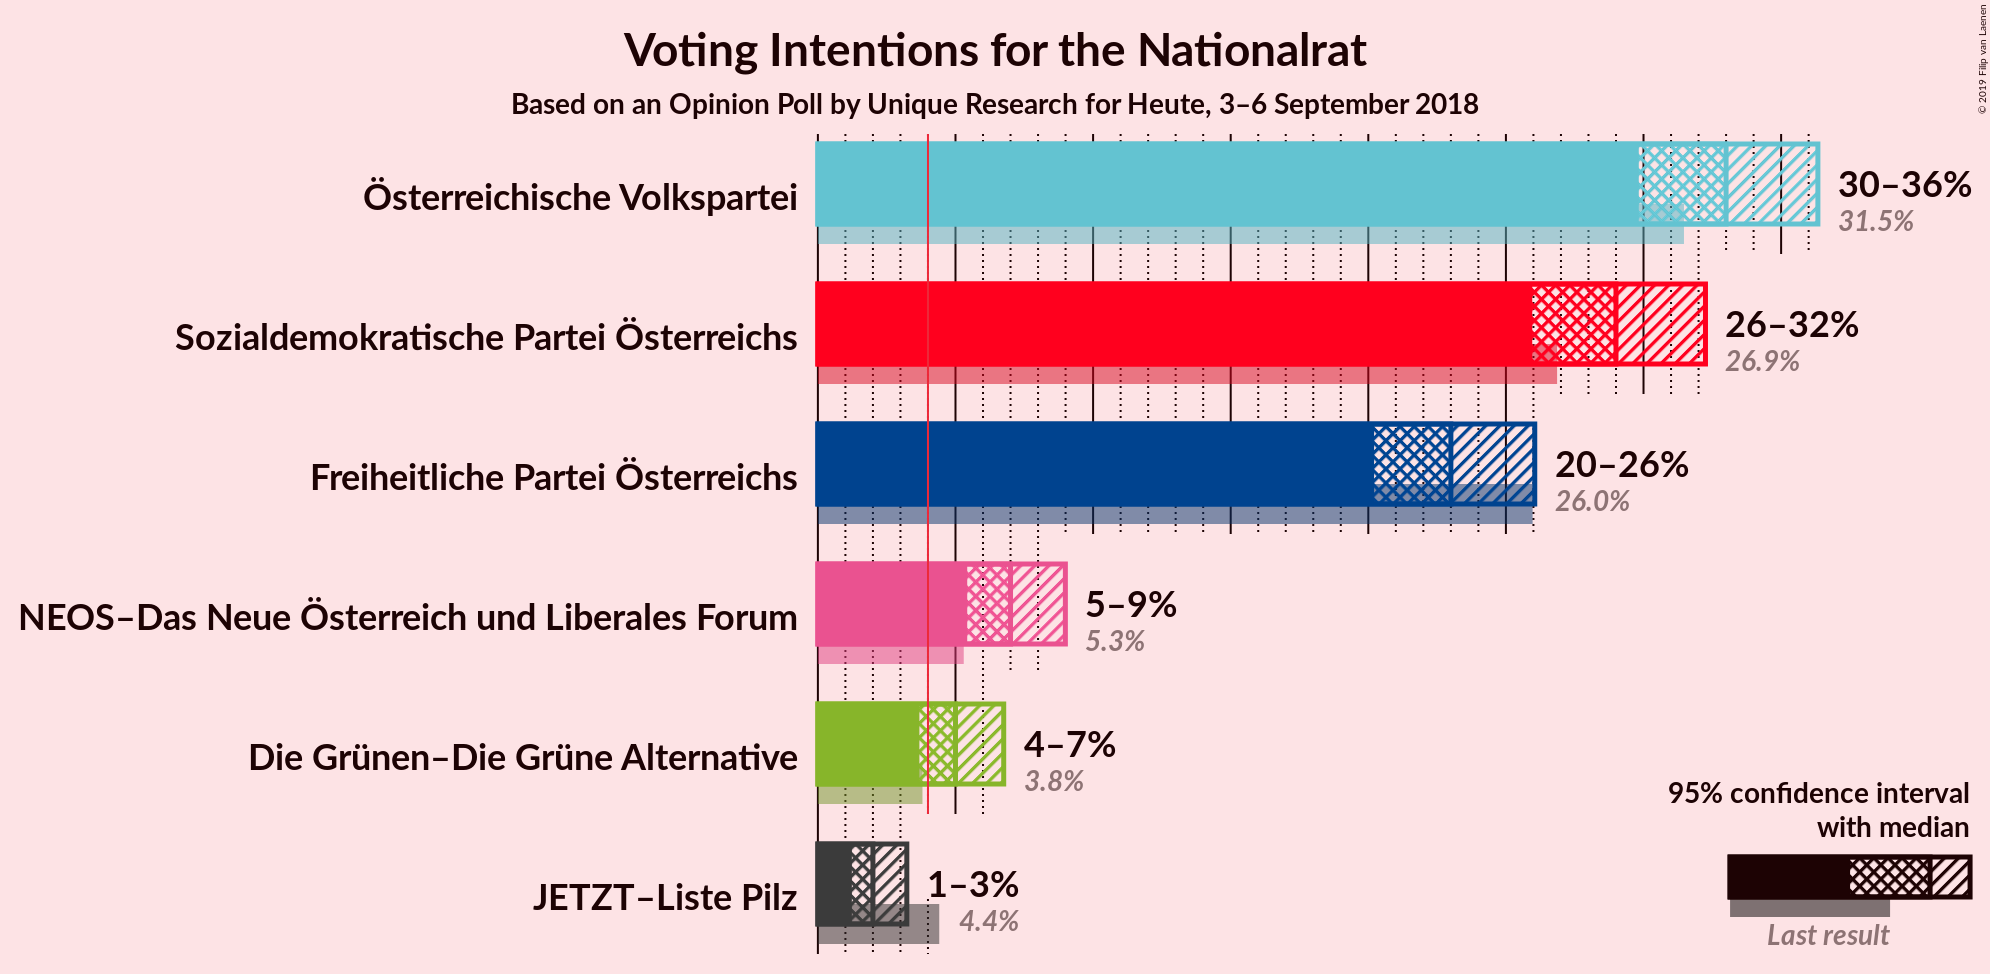 Voting Intentions for the Nationalrat
Based on an Opinion Poll by Unique Research for Heute, 3–6 September 2018
© 2019 Filip van Laenen
Österreichische Volkspartei
30–36%
31.5%
Sozialdemokratische Partei Österreichs
26–32%
26.9%
Freiheitliche Partei Österreichs
20–26%
26.0%
NEOS–Das Neue Österreich und Liberales Forum
5–9%
5.3%
Die Grünen–Die Grüne Alternative
4–7%
3.8%
JETZT–Liste Pilz
1–3%
4.4%
95% confidence interval
with median
Last result